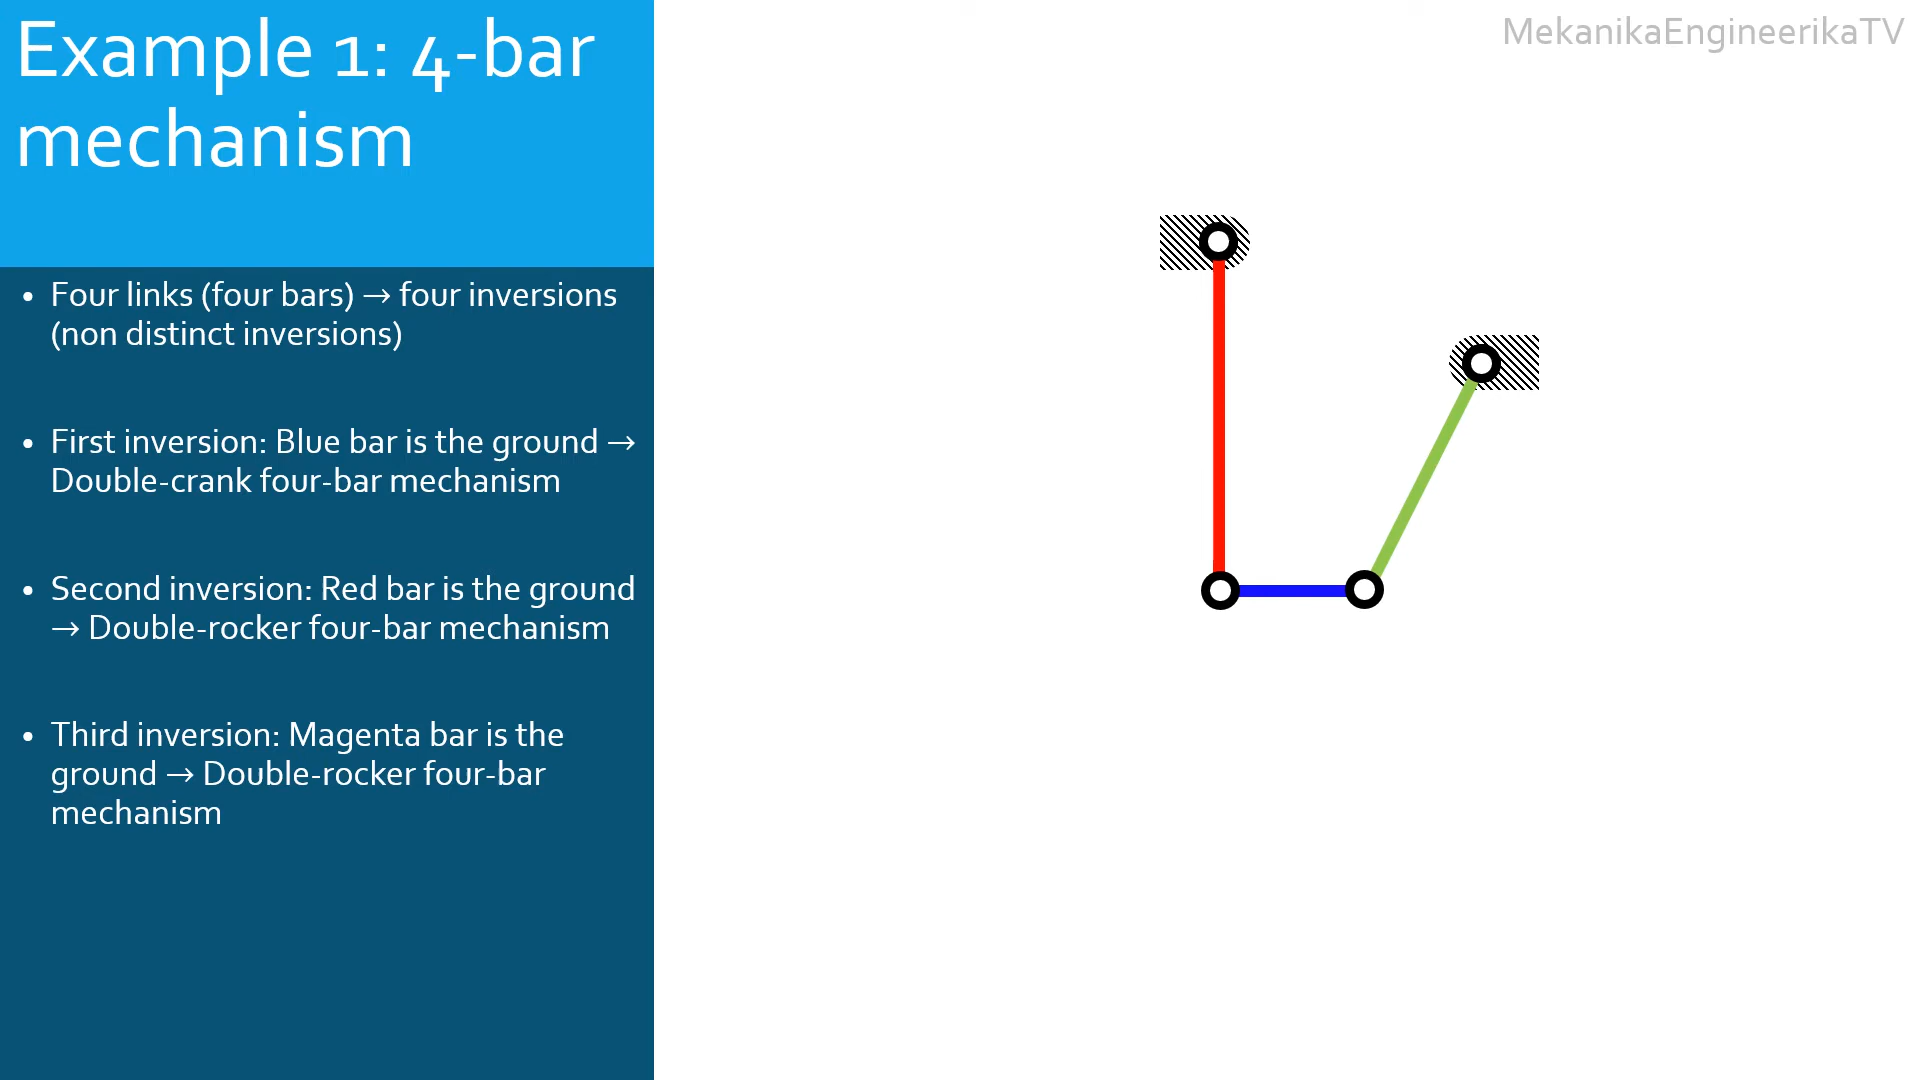 Example 1: 4-bar
mechanism
MekanikaEngineerikaTV
• Four links (four bars) → four inversions
(non distinct inversions)
• First inversion: Blue bar is the ground →
Double-crank four-bar mechanism
• Second inversion: Red bar is the ground
→ Double-rocker four-bar mechanism
• Third inversion: Magenta bar is the
ground → Double-rocker four-bar
mechanism